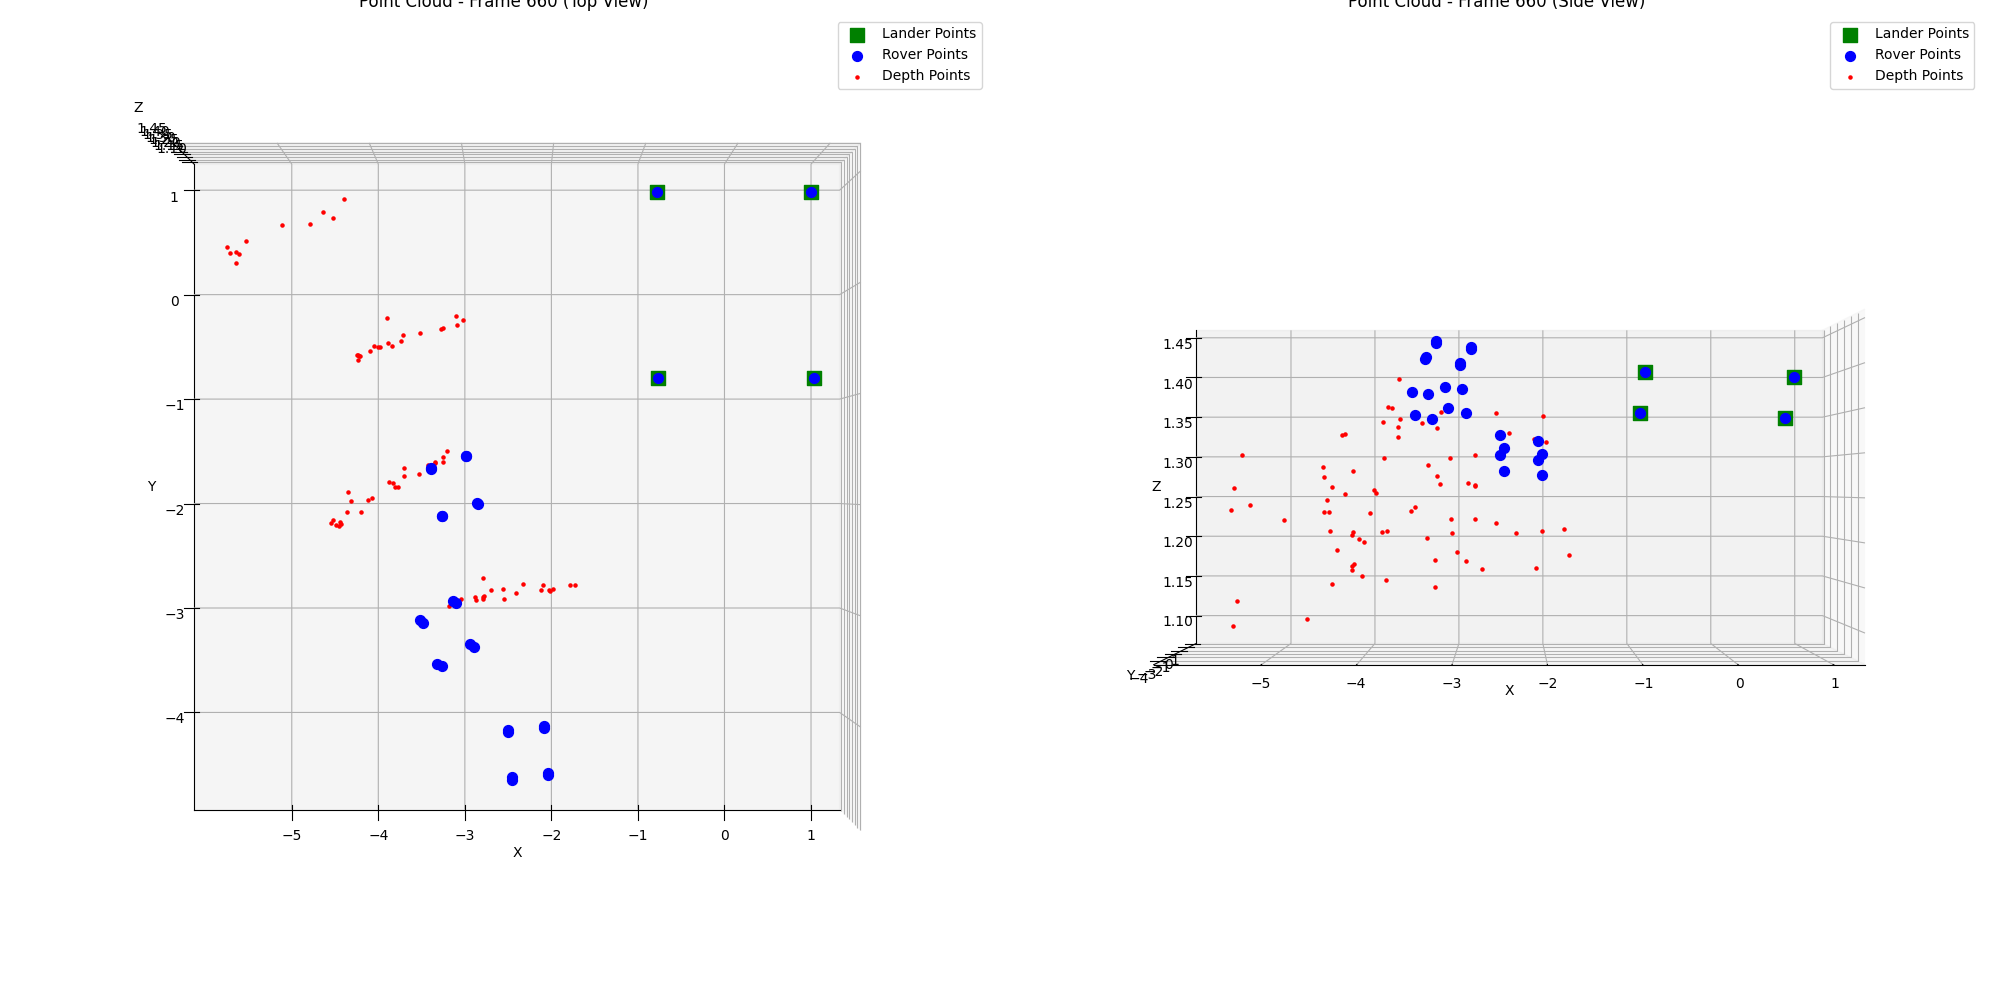 Point Cloud - Frame 660 (Top View)
Lander Points
Rover Points
Depth Points
Z
1.45
1
0
−1
Y
−2
−3
−4
−5
−4
−3
−2
−1
0
1
X
Point Cloud - Frame 660 (Side View)
Lander Points
Rover Points
Depth Points
1.45
1.40
1.35
1.30
1.25
Z
1.20
1.15
1.10
Y
−5
−4
−3
−2
−1
0
1
X